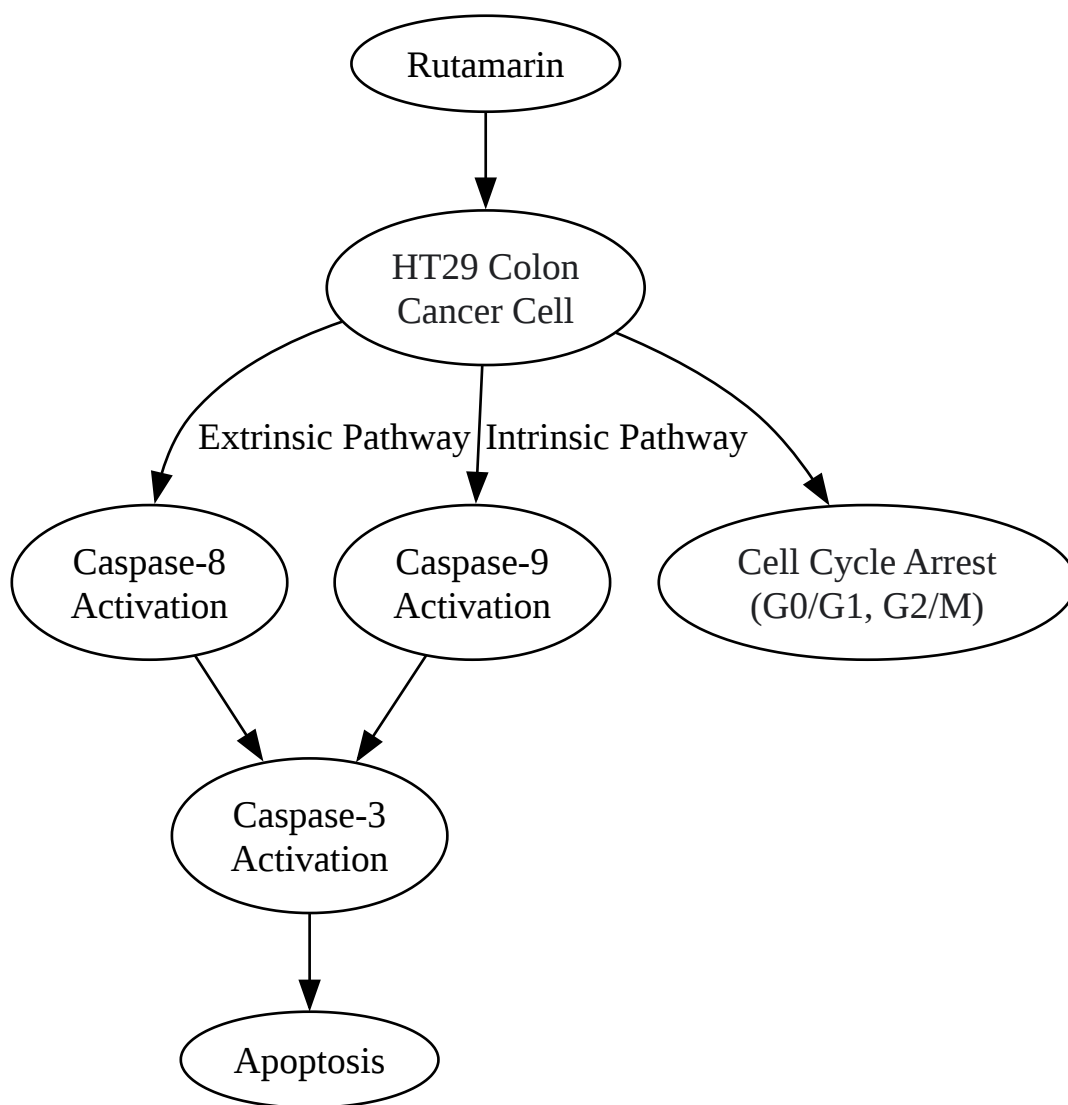 Rutamarin
HT29 Colon
Cancer Cell
Extrinsic Pathway
Intrinsic Pathway
Caspase-8
Activation
Caspase-9
Activation
Cell Cycle Arrest
(G0/G1, G2/M)
Caspase-3
Activation
Apoptosis